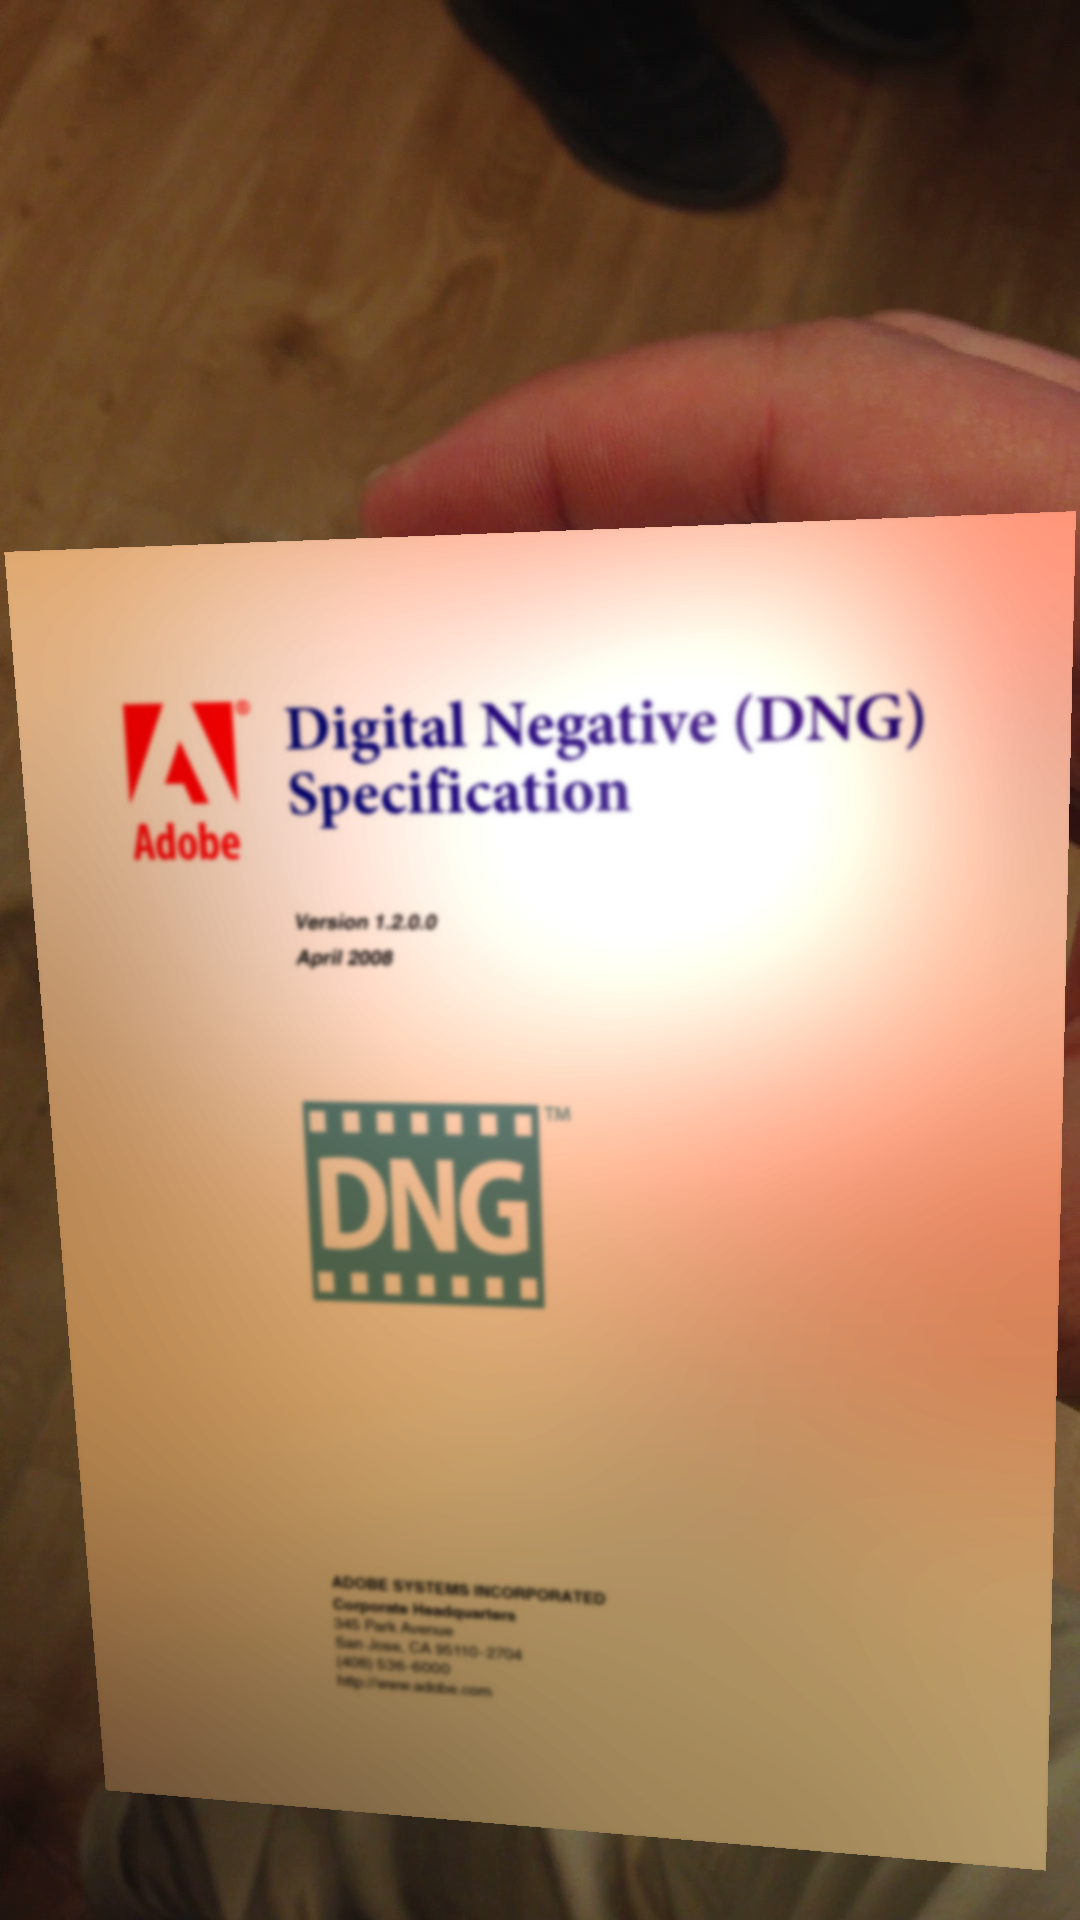 Adobe®
Digital Negative (DNG)
Specification
Version 1.2.0.0
April 2008
DNG™
ADOBE SYSTEMS INCORPORATED
Corporate Headquarters
345 Park Avenue
San Jose, CA 95110-2704
(408) 536-6000
http://www.adobe.com